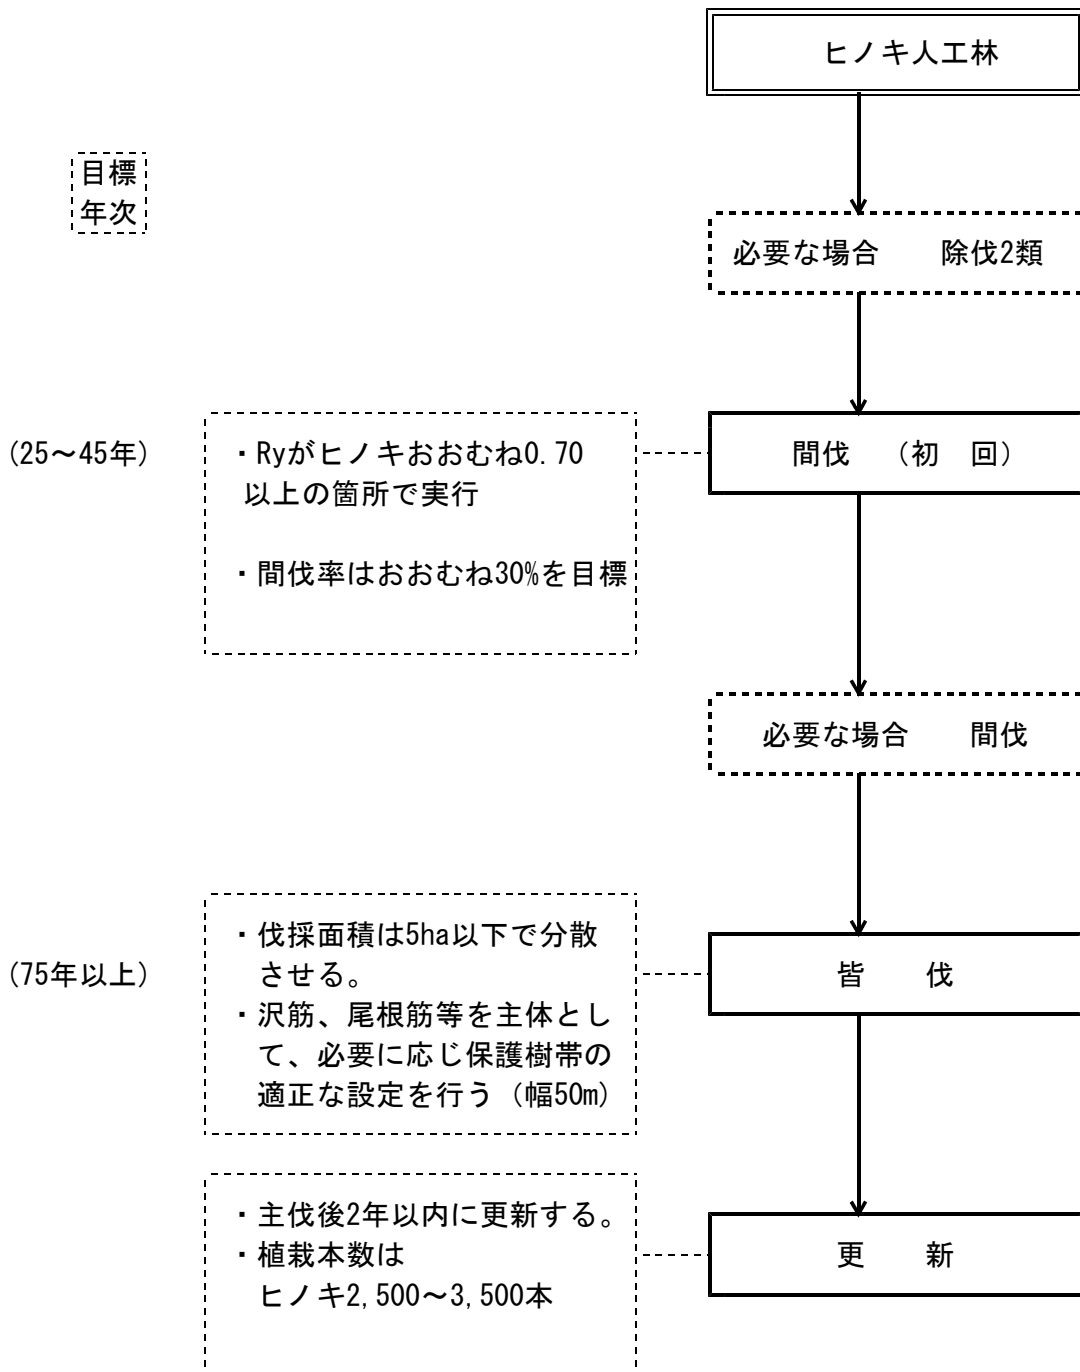 ヒノキ人工林
目標
年次
必要な場合　　除伐2類
(25～45年)
・Ryがヒノキおおむね0.70
以上の箇所で実行
・間伐率はおおむね30%を目標
間伐　（初　回）
必要な場合　　間伐
(75年以上)
・伐採面積は5ha以下で分散
させる。
・沢筋、尾根筋等を主体とし
て、必要に応じ保護樹帯の
適正な設定を行う（幅50m）
皆　　伐
・主伐後2年以内に更新する。
・植栽本数は
ヒノキ2,500～3,500本
更　　新